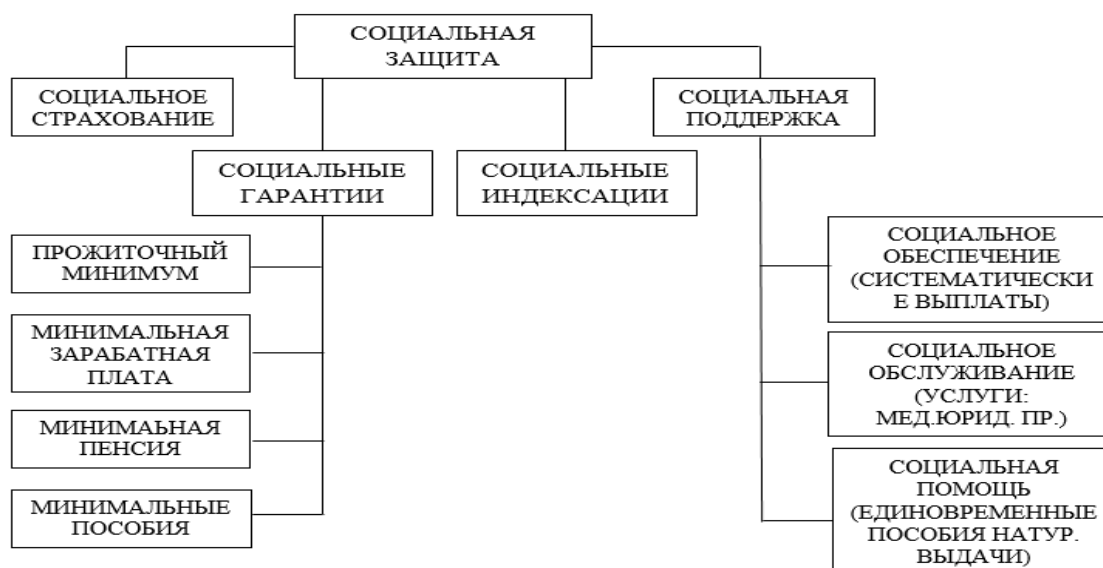 СОЦИАЛЬНАЯ
ЗАЩИТА
СОЦИАЛЬНОЕ
СТРАХОВАНИЕ
СОЦИАЛЬНАЯ
ПОДДЕРЖКА
СОЦИАЛЬНЫЕ
ГАРАНТИИ
СОЦИАЛЬНЫЕ
ИНДЕКСАЦИИ
ПРОЖИТОЧНЫЙ
МИНИМУМ
МИНИМАЛЬНАЯ
ЗАРАБАТНАЯ
ПЛАТА
МИНИМАЬНАЯ
ПЕНСИЯ
МИНИМАЛЬНЫЕ
ПОСОБИЯ
СОЦИАЛЬНОЕ
ОБЕСПЕЧЕНИЕ
(СИСТЕМАТИЧЕСКИ
Е ВЫПЛАТЫ)
СОЦИАЛЬНОЕ
ОБСЛУЖИВАНИЕ
(УСЛУГИ:
МЕД.ЮРИД. ПР.)
СОЦИАЛЬНАЯ
ПОМОЩЬ
(ЕДИНОВРЕМЕННЫЕ
ПОСОБИЯ НАТУР.
ВЫДАЧИ)